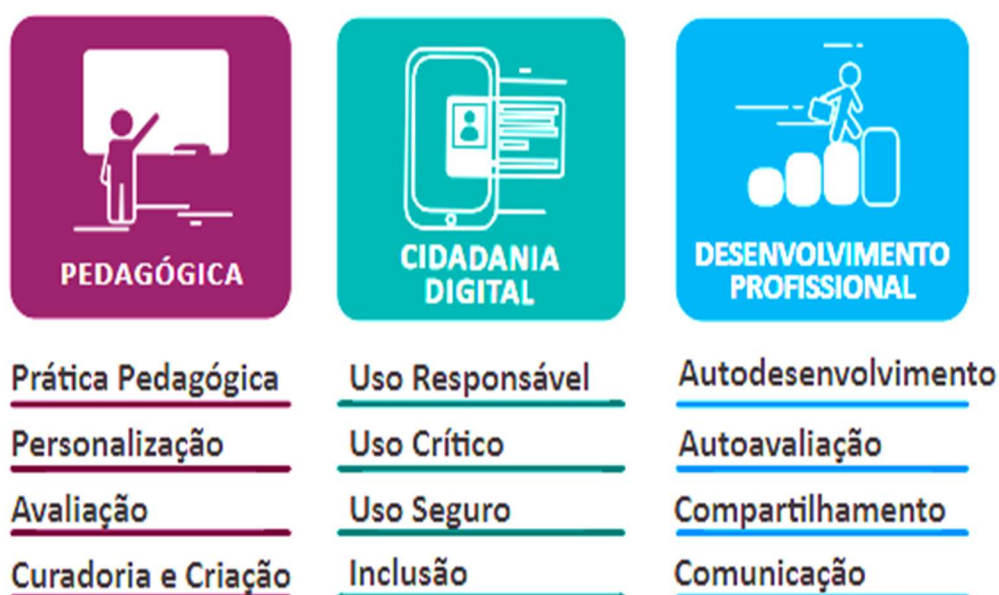 PEDAGÓGICA
Prática Pedagógica
Personalização
Avaliação
Curadoria e Criação
CIDADANIA
DIGITAL
Uso Responsável
Uso Crítico
Uso Seguro
Inclusão
DESENVOLVIMENTO
PROFISSIONAL
Autodesenvolvimento
Autoavaliação
Compartilhamento
Comunicação